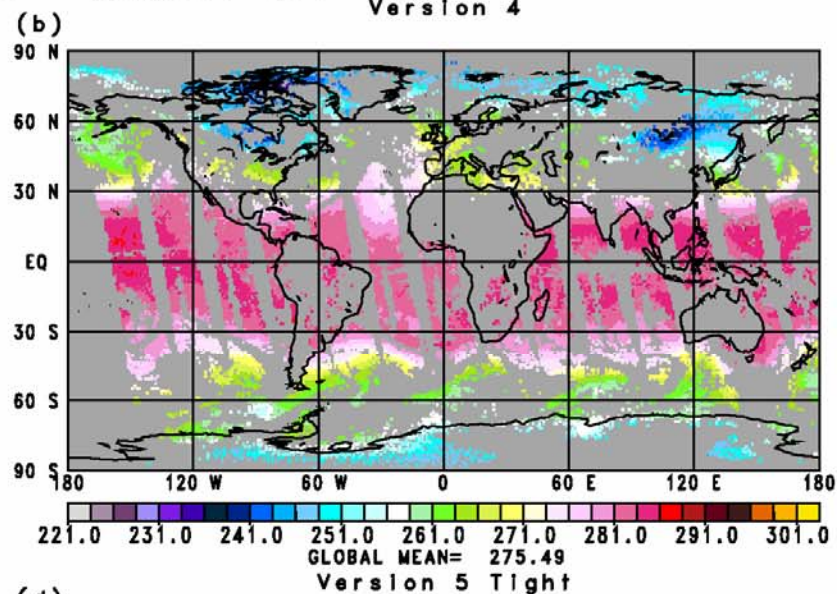 Version 4
(b)
90 N
60 N
30 N
EQ
30 S
60 S
90 S
180 120 W 60 W 0 60 E 120 E 180
221.0 231.0 241.0 251.0 261.0 271.0 281.0 291.0 301.0
GLOBAL MEAN= 275.49
Version 5 Tight